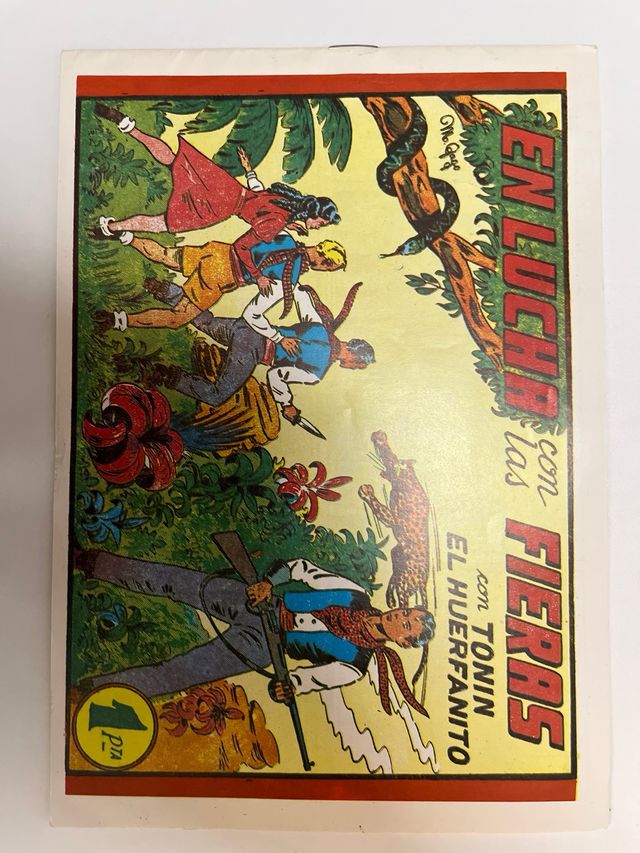 EN LUCHA con las FIERAS
con TONIN
EL HUERFANITO
1 PTA